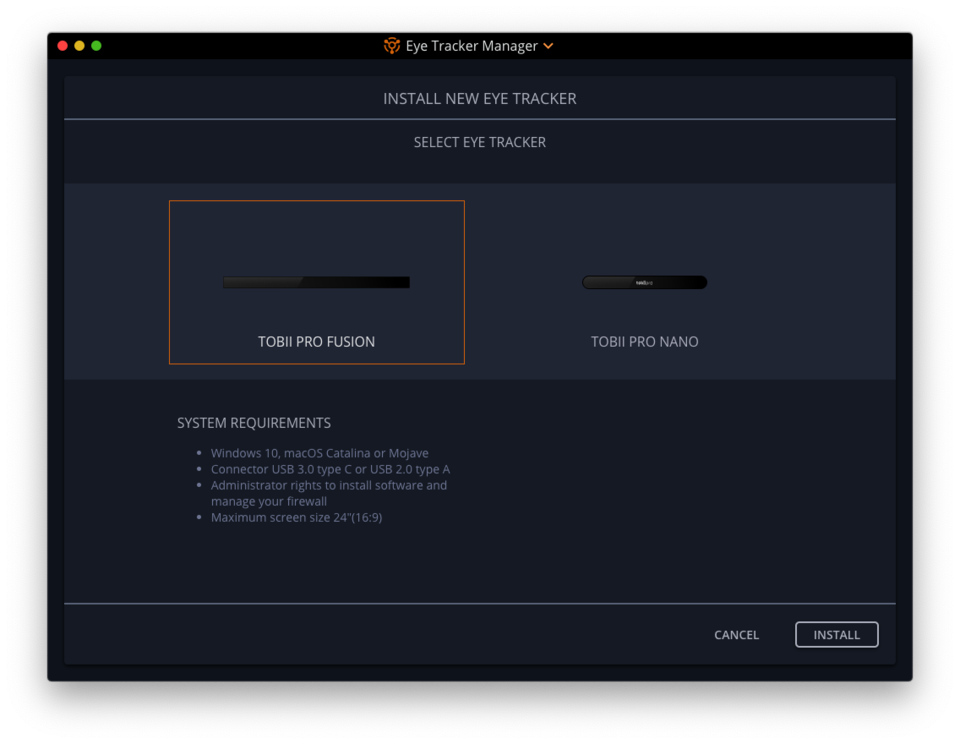 Eye Tracker Manager
INSTALL NEW EYE TRACKER
SELECT EYE TRACKER
TOBII PRO FUSION
TOBII PRO NANO
SYSTEM REQUIREMENTS
Windows 10, macOS Catalina or Mojave
Connector USB 3.0 type C or USB 2.0 type A
Administrator rights to install software and
manage your firewall
Maximum screen size 24"(16:9)
CANCEL
INSTALL